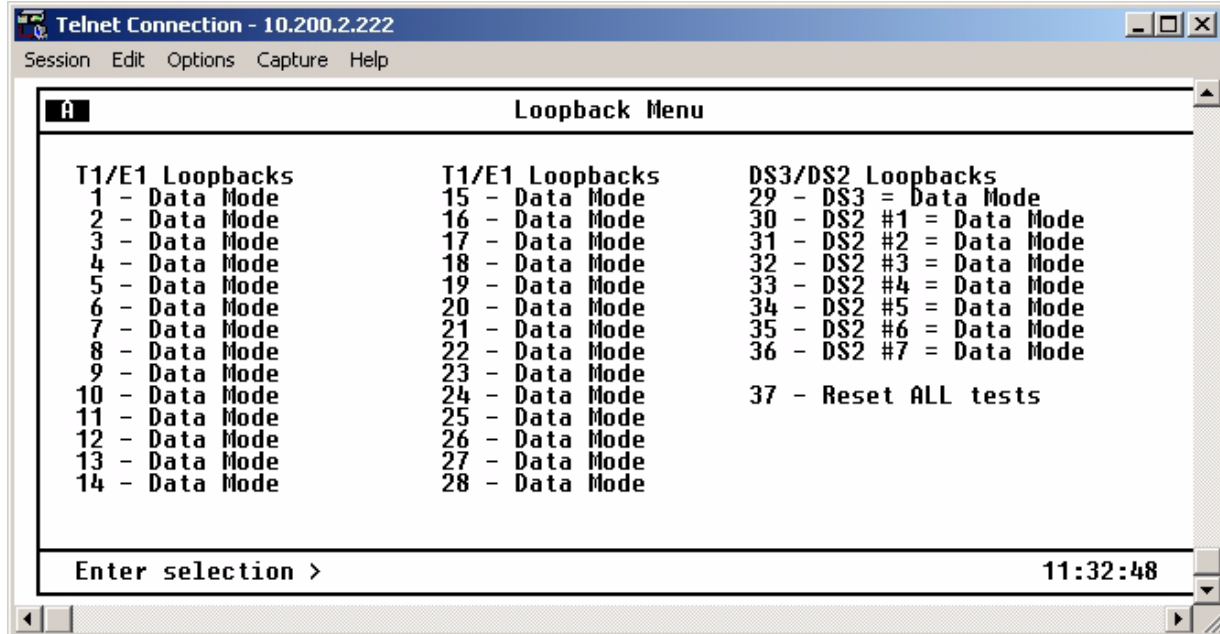 Telnet Connection - 10.200.2.222
Session Edit Options Capture Help
A Loopback Menu
T1/E1 Loopbacks T1/E1 Loopbacks DS3/DS2 Loopbacks
1 - Data Mode 15 - Data Mode 29 - DS3 = Data Mode
2 - Data Mode 16 - Data Mode 30 - DS2 #1 = Data Mode
3 - Data Mode 17 - Data Mode 31 - DS2 #2 = Data Mode
4 - Data Mode 18 - Data Mode 32 - DS2 #3 = Data Mode
5 - Data Mode 19 - Data Mode 33 - DS2 #4 = Data Mode
6 - Data Mode 20 - Data Mode 34 - DS2 #5 = Data Mode
7 - Data Mode 21 - Data Mode 35 - DS2 #6 = Data Mode
8 - Data Mode 22 - Data Mode 36 - DS2 #7 = Data Mode
9 - Data Mode 23 - Data Mode
10 - Data Mode 24 - Data Mode 37 - Reset ALL tests
11 - Data Mode 25 - Data Mode
12 - Data Mode 26 - Data Mode
13 - Data Mode 27 - Data Mode
14 - Data Mode 28 - Data Mode
Enter selection > 11:32:48